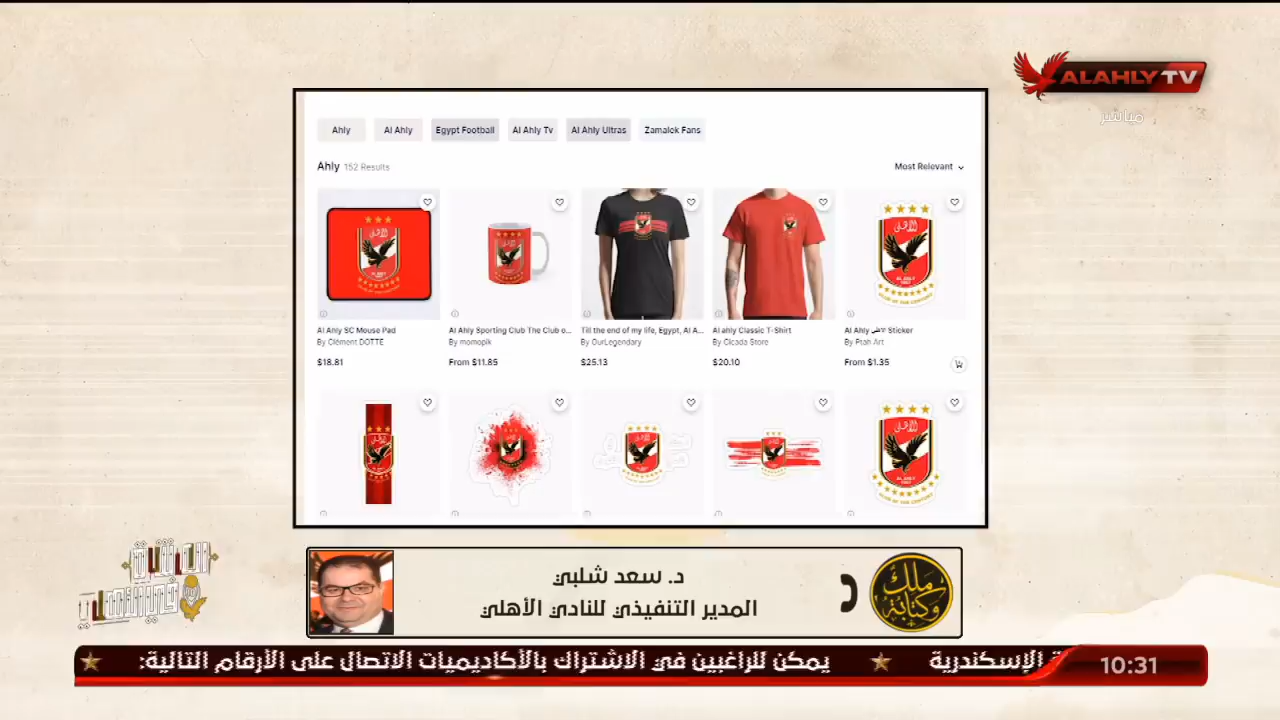 ALAHLY TV
مباشر
Ahly
Al Ahly
Egypt Football
Al Ahly Tv
Al Ahly Ultras
Zamalek Fans
Ahly 152 Results
Most Relevant
Al Ahly SC Mouse Pad
By Clément DOTTE
$18.81
Al Ahly Sporting Club The Club o...
By momopik
From $11.85
Till the end of my life, Egypt, Al A...
By OurLegendary
$25.13
Al ahly Classic T-Shirt
By Cicada Store
$20.10
Al Ahly الأهلي Sticker
By Ptah Art
From $1.35
د. سعد شلبي
المدير التنفيذي للنادي الأهلي
ملك وكتابة
ة الإسكندرية ★ يمكن للراغبين في الاشتراك بالأكاديميات الاتصال على الأرقام التالية:
10:31